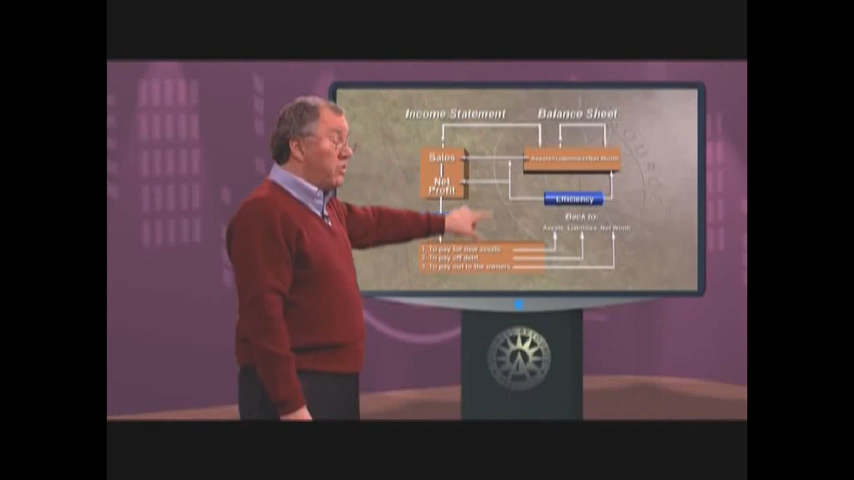 Income Statement
Balance Sheet
Sales
Assets=Liabilities+Net Worth
Net
Profit
Efficiency
Back to:
Assets Liabilities Net Worth
1. To pay for new assets
2. To pay off debt
3. To pay out to the owners